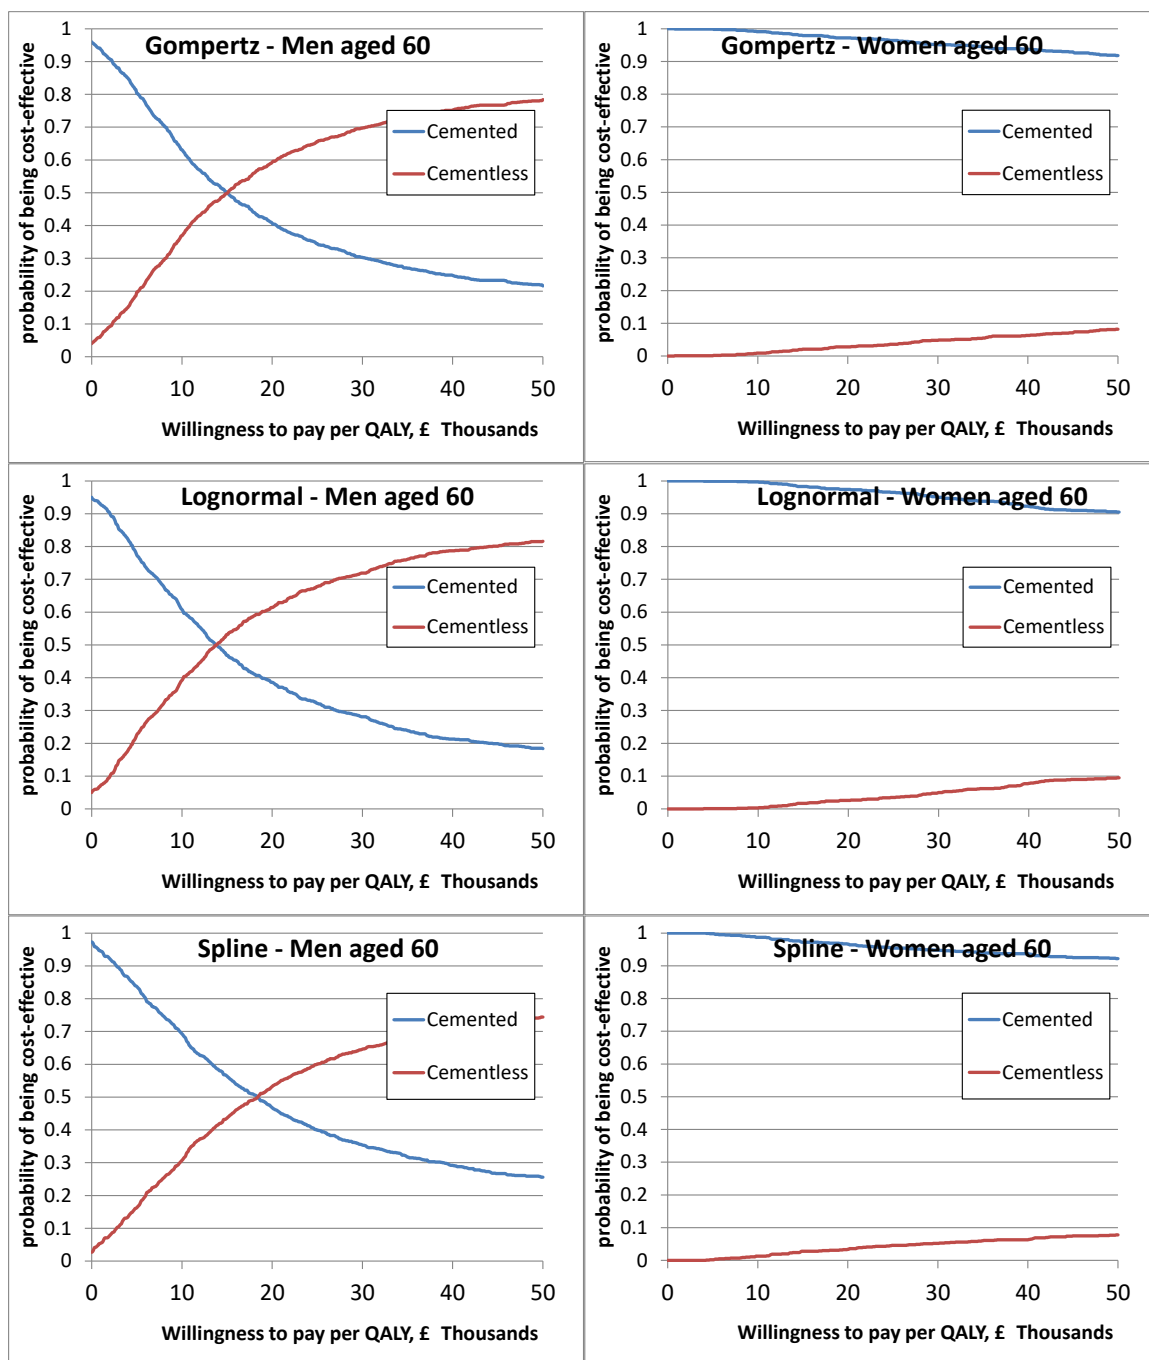 Gompertz - Men aged 60
probability of being cost-effective
1
0.9
0.8
0.7
0.6
0.5
0.4
0.3
0.2
0.1
0
Cemented
Cementless
0 10 20 30 40 50
Willingness to pay per QALY, £ Thousands
Gompertz - Women aged 60
probability of being cost-effective
1
0.9
0.8
0.7
0.6
0.5
0.4
0.3
0.2
0.1
0
Cemented
Cementless
0 10 20 30 40 50
Willingness to pay per QALY, £ Thousands
Lognormal - Men aged 60
probability of being cost-effective
1
0.9
0.8
0.7
0.6
0.5
0.4
0.3
0.2
0.1
0
Cemented
Cementless
0 10 20 30 40 50
Willingness to pay per QALY, £ Thousands
Lognormal - Women aged 60
probability of being cost-effective
1
0.9
0.8
0.7
0.6
0.5
0.4
0.3
0.2
0.1
0
Cemented
Cementless
0 10 20 30 40 50
Willingness to pay per QALY, £ Thousands
Spline - Men aged 60
probability of being cost-effective
1
0.9
0.8
0.7
0.6
0.5
0.4
0.3
0.2
0.1
0
Cemented
Cementless
0 10 20 30 40 50
Willingness to pay per QALY, £ Thousands
Spline - Women aged 60
probability of being cost-effective
1
0.9
0.8
0.7
0.6
0.5
0.4
0.3
0.2
0.1
0
Cemented
Cementless
0 10 20 30 40 50
Willingness to pay per QALY, £ Thousands